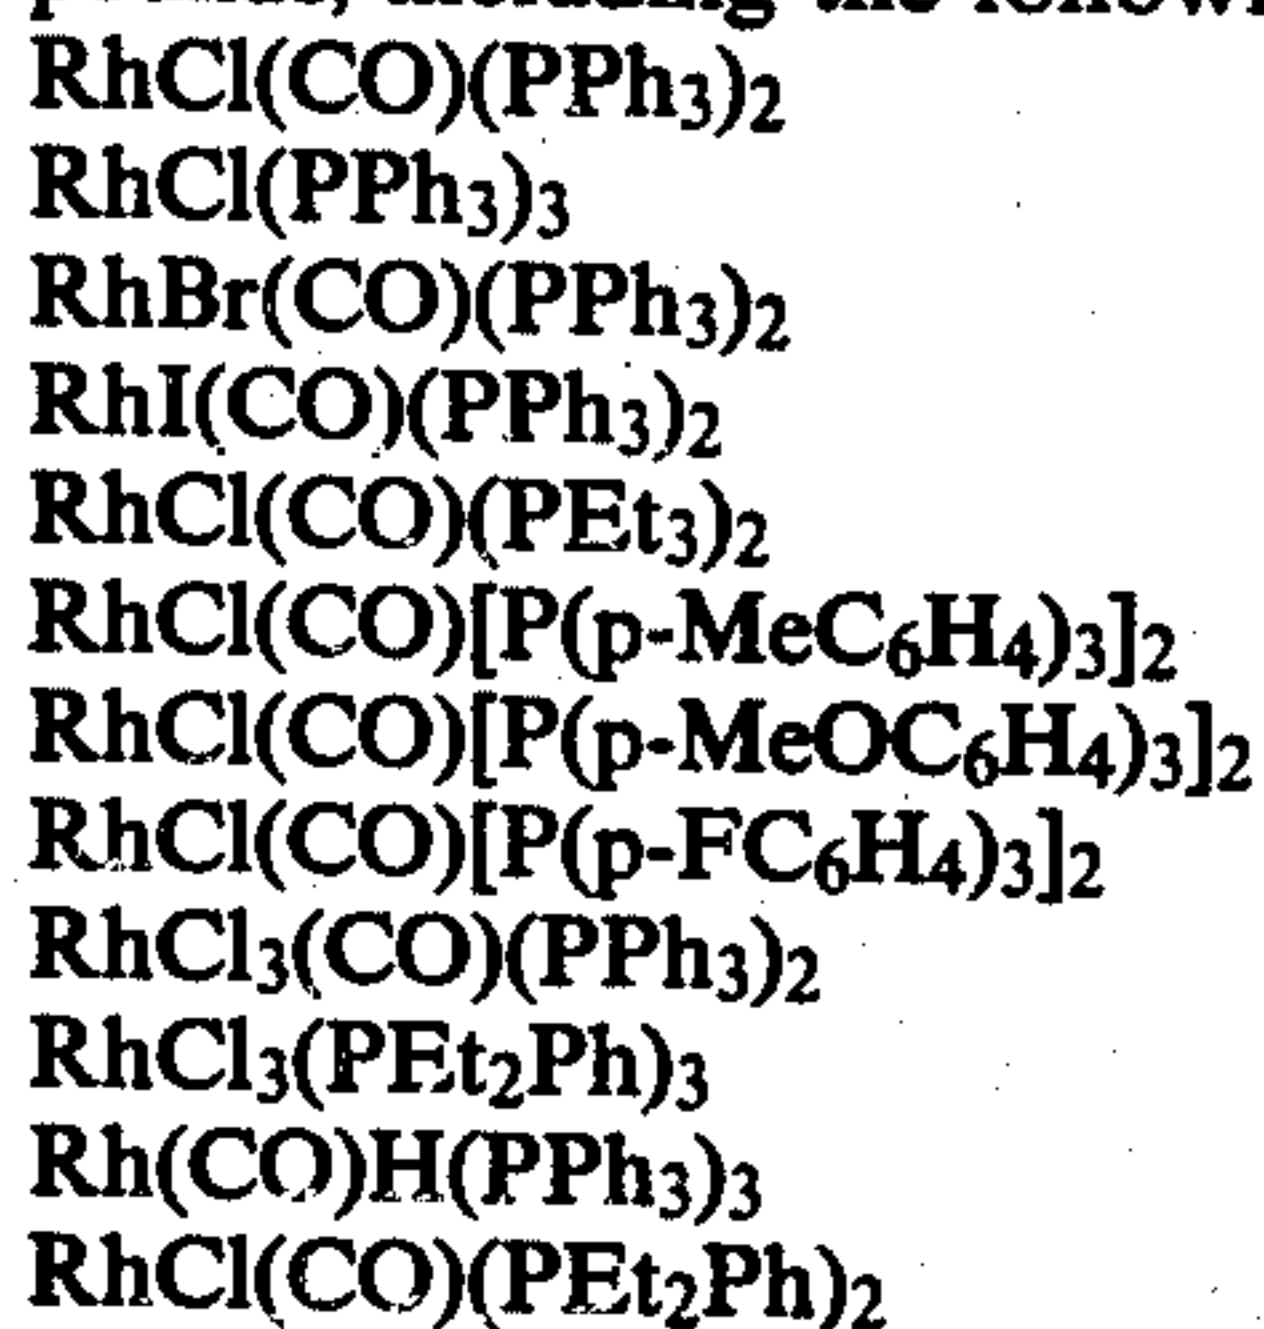 including the
RhCl(CO)(PPh3)2
RhCl(PPh3)3
RhBr(CO)(PPh3)2
RhI(CO)(PPh3)2
RhCl(CO)(PEt3)2
RhCl(CO)[P(p-MeC6H4)3]2
RhCl(CO)[P(p-MeOC6H4)3]2
RhCl(CO)[P(p-FC6H4)3]2
RhCl3(CO)(PPh3)2
RhCl3(PEt2Ph)3
Rh(CO)H(PPh3)3
RhCl(CO)(PEt2Ph)2